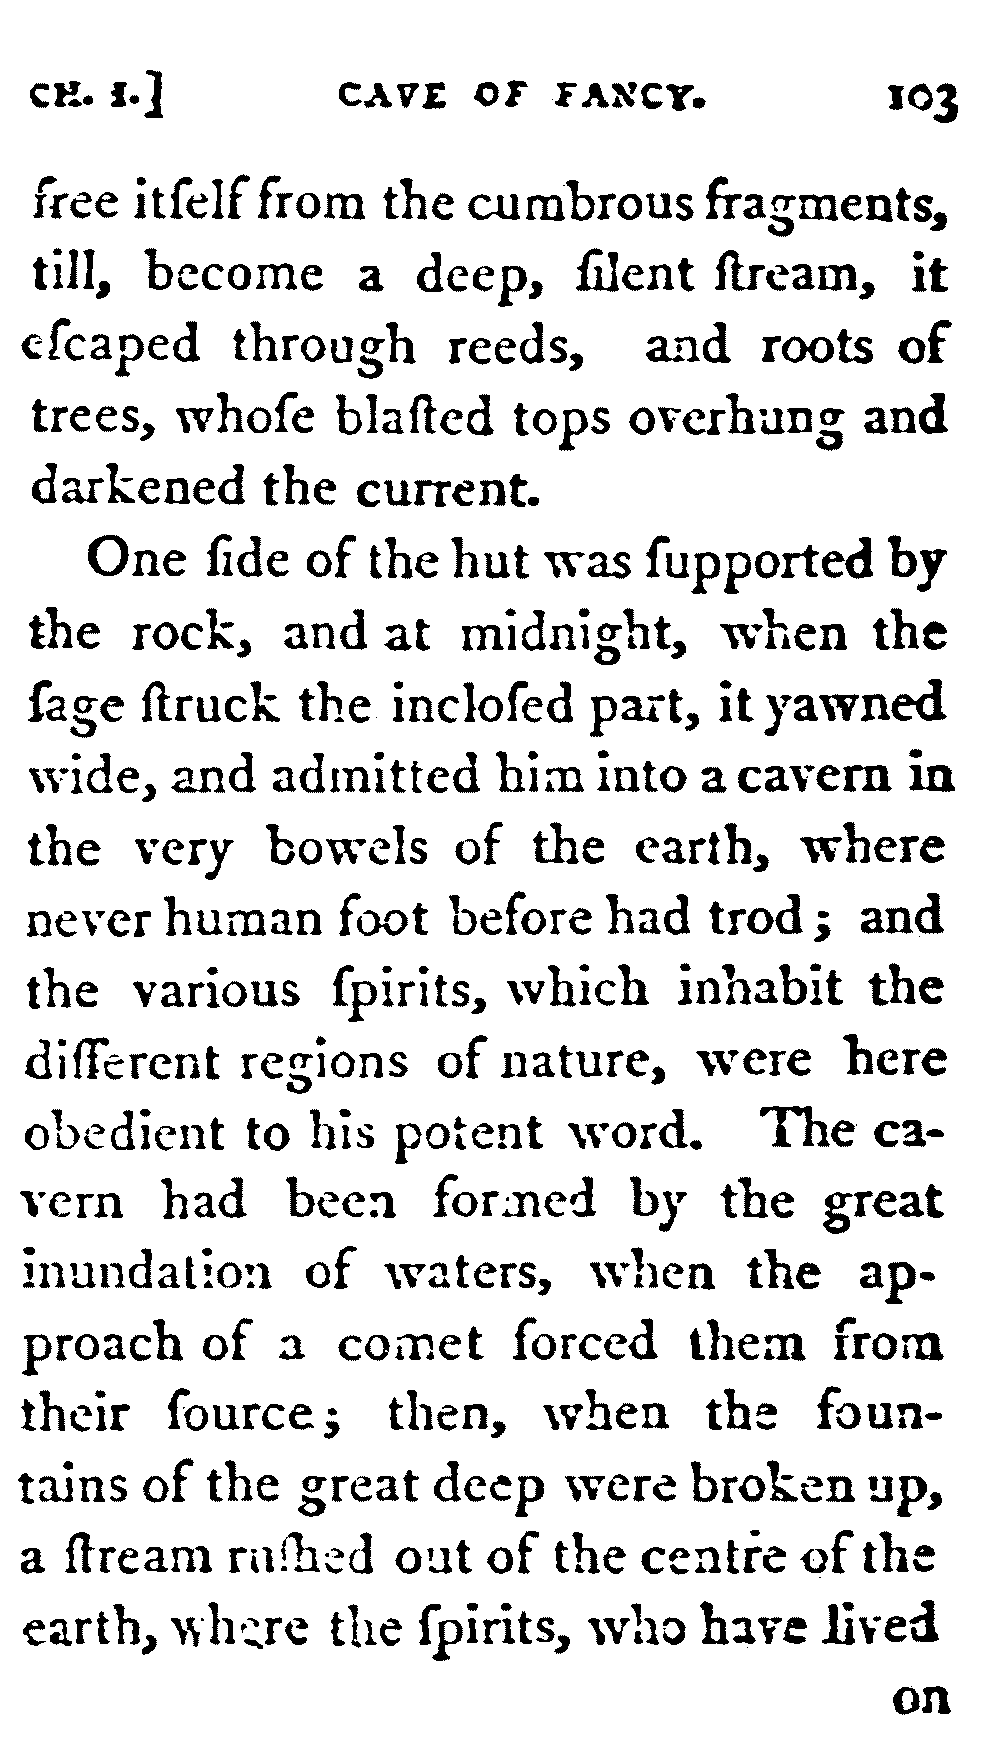 CH. I.] CAVE OF FANCY. 103
free itſelf from the cumbrous fragments,
till, become a deep, ſilent ſtream, it
eſcaped through reeds, and roots of
trees, whoſe blaſted tops overhung and
darkened the current.
One ſide of the hut was ſupported by
the rock, and at midnight, when the
ſage ſtruck the incloſed part, it yawned
wide, and admitted him into a cavern in
the very bowels of the earth, where
never human foot before had trod; and
the various ſpirits, which inhabit the
different regions of nature, were here
obedient to his potent word. The ca-
vern had been formed by the great
inundation of waters, when the ap-
proach of a comet forced them from
their ſource; then, when the foun-
tains of the great deep were broken up,
a ſtream ruſhed out of the centre of the
earth, where the ſpirits, who have lived
on